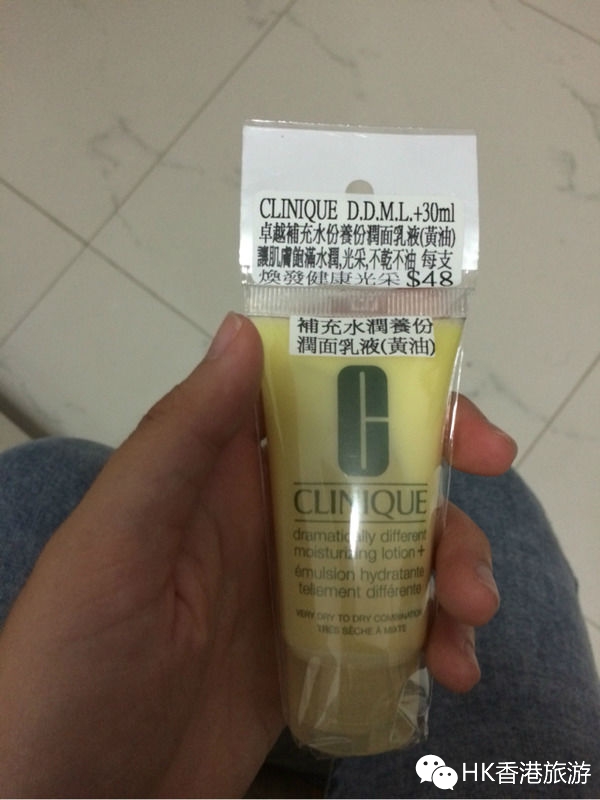 CLINIQUE D.D.M.L.+30ml
卓越補充水份養份潤面乳液(黃油)
讓肌膚飽滿水潤,光采,不乾不油 每支
煥發健康光采 $48
補充水潤養份
潤面乳液(黃油)
CLINIQUE
dramatically different
moisturizing lotion+
émulsion hydratante
tellement différente
VERY DRY TO DRY COMBINATION
TRÈS SÈCHE À MIXTE
HK香港旅游